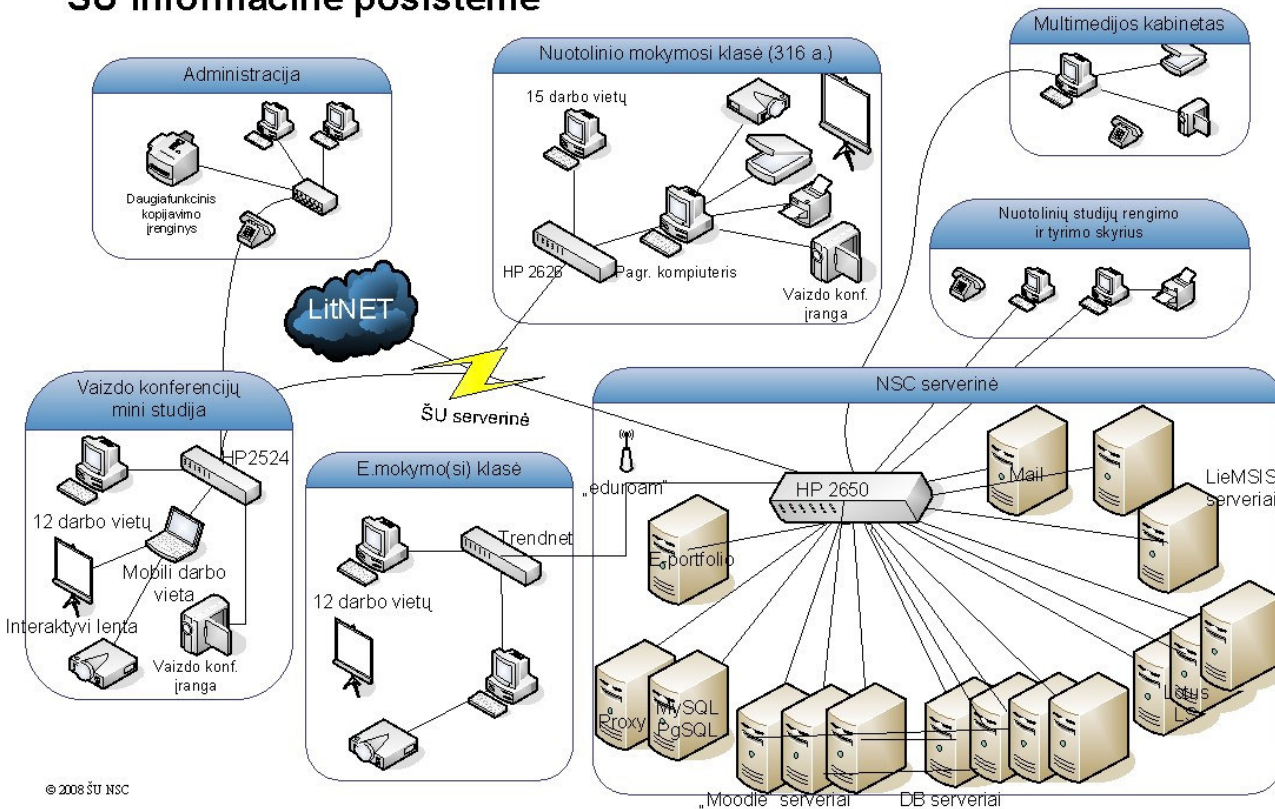 ŠU informacinė posistemė
Administracija
Daugiafunkcinis
kopijavimo
įrenginys
Nuotolinio mokymosi klasė (316 a.)
15 darbo vietų
HP 2626
Pagr. kompiuteris
Vaizdo konf.
įranga
Multimedijos kabinetas
Nuotolinių studijų rengimo
ir tyrimo skyrius
LitNET
ŠU serverinė
Vaizdo konferencijų
mini studija
HP2524
12 darbo vietų
Mobili darbo
vieta
Interaktyvi lenta
Vaizdo konf.
įranga
E.mokymo(si) klasė
Trendnet
12 darbo vietų
NSC serverinė
„eduroam“
HP 2650
Mail
LieMSIS
serveriai
E-portfolio
Proxy
MySQL
PgSQL
„Moodle“ serveriai
DB serveriai
Lotus
LS
© 2008 ŠU NSC